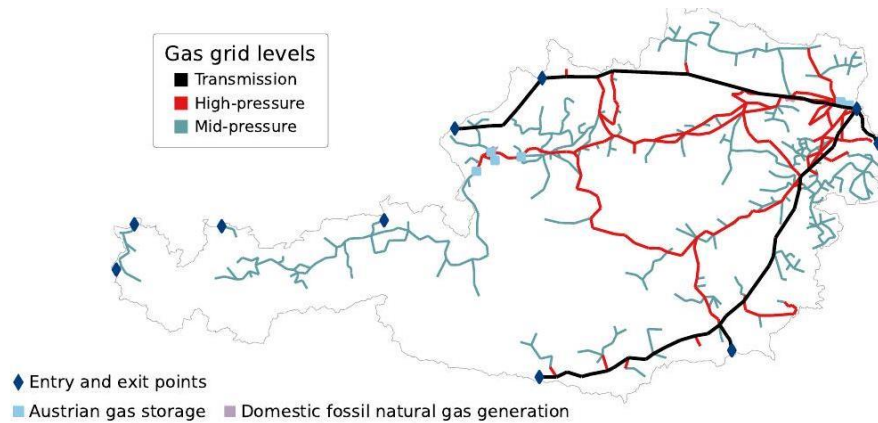 Gas grid levels
Transmission
High-pressure
Mid-pressure
Entry and exit points
Austrian gas storage
Domestic fossil natural gas generation